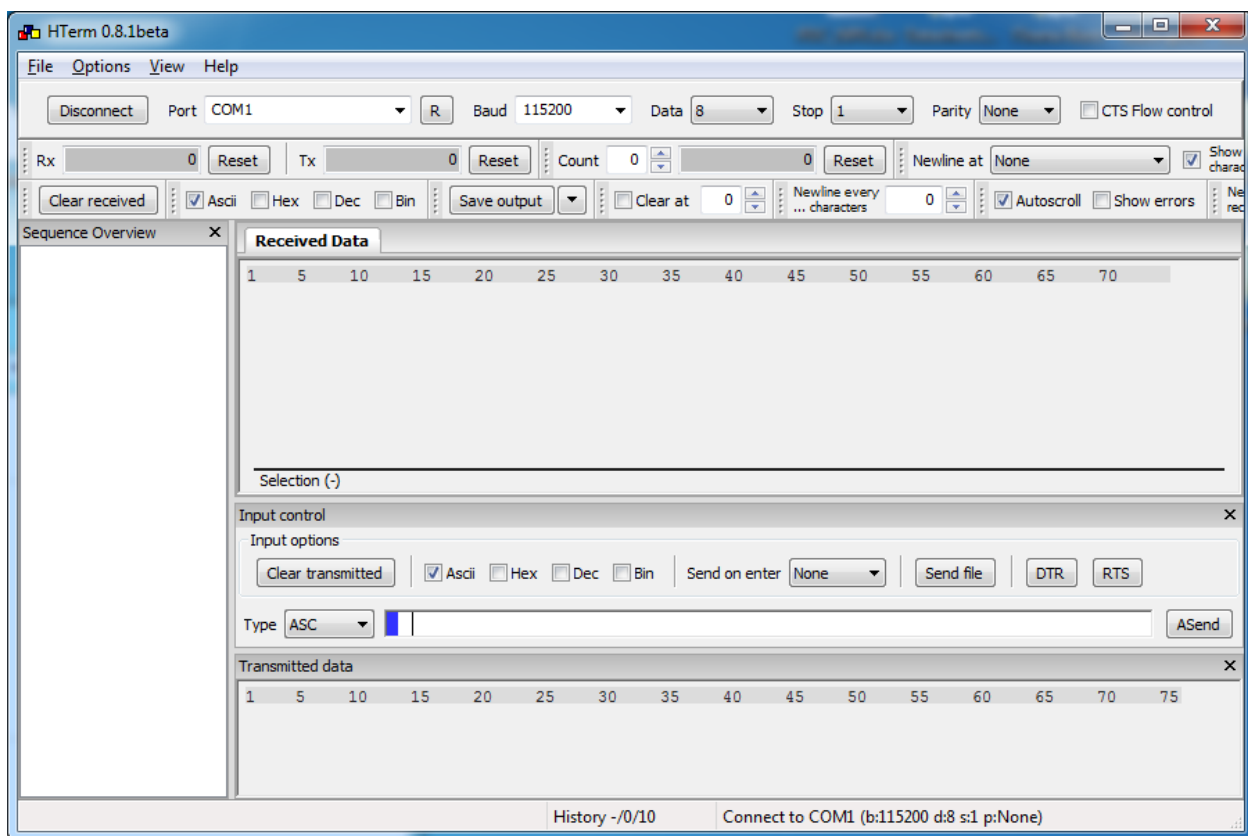 HTerm 0.8.1beta
File Options View Help
Disconnect Port COM1 R Baud 115200 Data 8 Stop 1 Parity None CTS Flow control
Rx 0 Reset Tx 0 Reset Count 0 0 Reset Newline at None Show
charac
Clear received Ascii Hex Dec Bin Save output Clear at 0 Newline every
... characters 0 Autoscroll Show errors Ne
rec
Sequence Overview
Received Data
1 5 10 15 20 25 30 35 40 45 50 55 60 65 70
Selection (-)
Input control
Input options
Clear transmitted Ascii Hex Dec Bin Send on enter None Send file DTR RTS
Type ASC ASend
Transmitted data
1 5 10 15 20 25 30 35 40 45 50 55 60 65 70 75
History -/0/10 Connect to COM1 (b:115200 d:8 s:1 p:None)